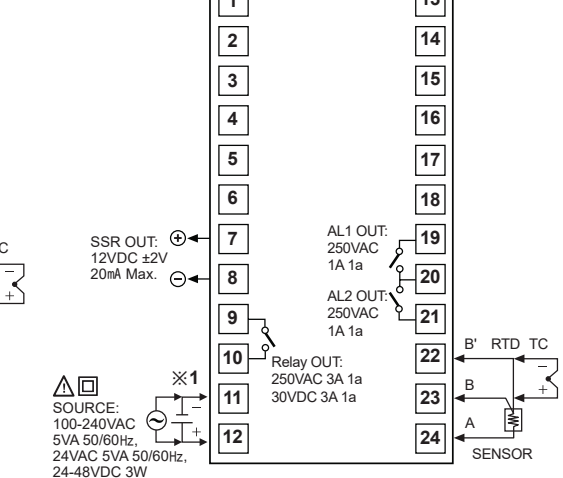 1
13
2
14
3
15
4
16
5
17
6
18
C
SSR OUT:
12VDC ±2V
20mA Max.
7
AL1 OUT:
250VAC
1A 1a
19
8
20
AL2 OUT:
250VAC
1A 1a
9
21
10
Relay OUT:
250VAC 3A 1a
30VDC 3A 1a
B' RTD TC
22
※1
11
B
23
SOURCE:
100-240VAC
5VA 50/60Hz,
24VAC 5VA 50/60Hz,
24-48VDC 3W
12
A
24
SENSOR